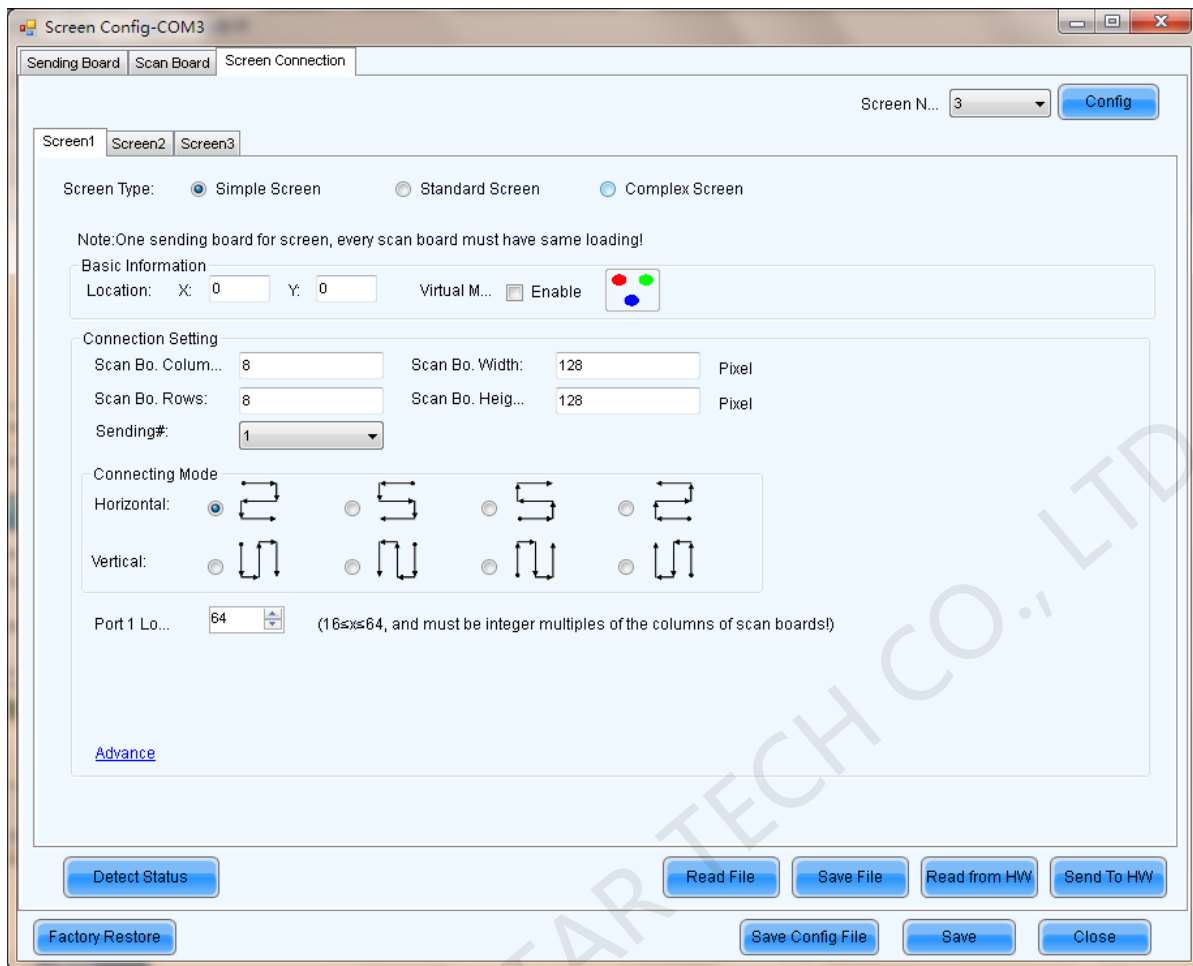 Screen Config-COM3
Sending Board Scan Board Screen Connection
Screen N... 3 Config
Screen1 Screen2 Screen3
Screen Type: Simple Screen Standard Screen Complex Screen
Note:One sending board for screen, every scan board must have same loading!
Basic Information
Location: X: 0 Y: 0 Virtual M... Enable
Connection Setting
Scan Bo. Colum... 8 Scan Bo. Width: 128 Pixel
Scan Bo. Rows: 8 Scan Bo. Heig... 128 Pixel
Sending#: 1
Connecting Mode
Horizontal:
Vertical:
Port 1 Lo... 64 (16≤x≤64, and must be integer multiples of the columns of scan boards!)
Advance
Detect Status Read File Save File Read from HW Send To HW
Factory Restore Save Config File Save Close
TAR TECH CO., LTD